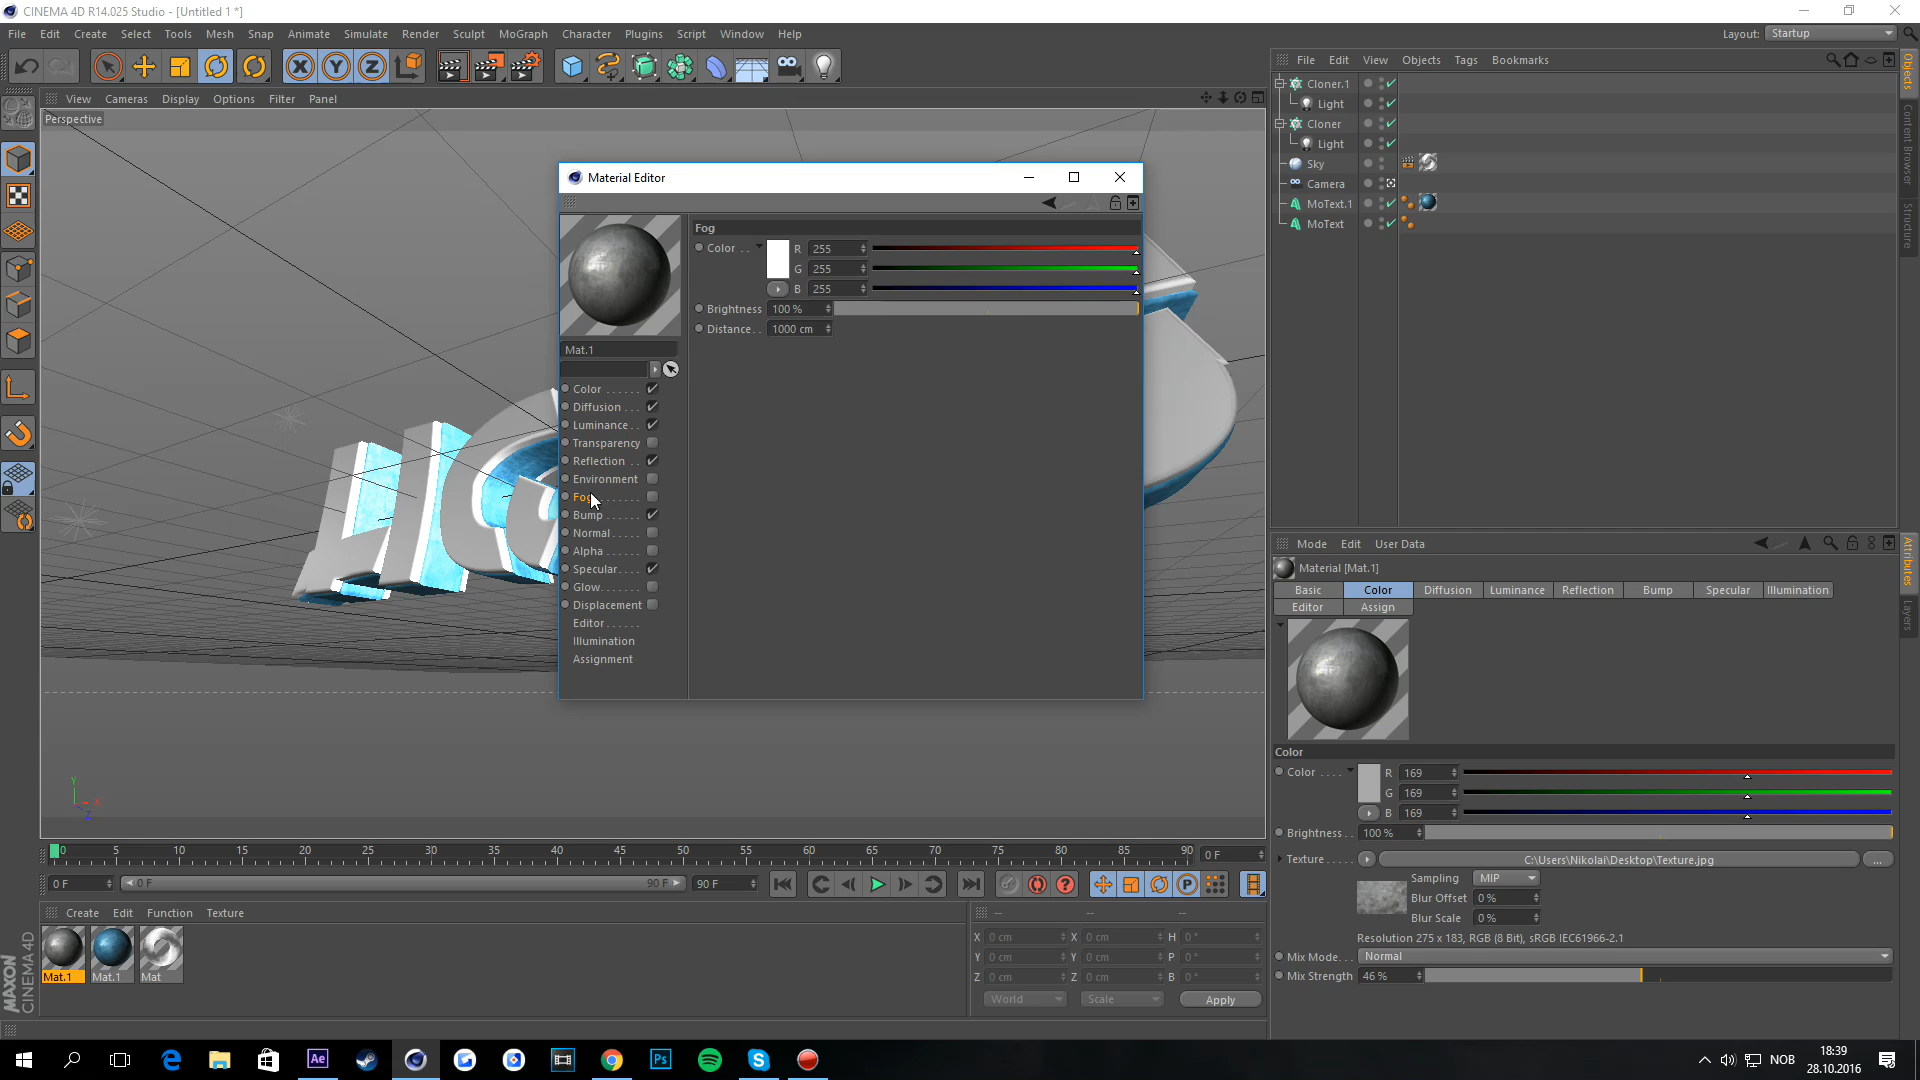 CINEMA 4D R14.025 Studio - [Untitled 1 *]
File Edit Create Select Tools Mesh Snap Animate Simulate Render Sculpt MoGraph Character Plugins Script Window Help
Layout: Startup
File Edit View Objects Tags Bookmarks
View Cameras Display Options Filter Panel
Perspective
Cloner.1
Light
Cloner
Light
Sky
Camera
MoText.1
MoText
Objects
Content Browser
Structure
Material Editor
Fog
Color . . R 255
G 255
B 255
Brightness 100 %
Distance. . 1000 cm
Mat.1
Color . . . . . .
Diffusion . . .
Luminance. .
Transparency
Reflection . .
Environment
Fog . . . . . . .
Bump . . . . . .
Normal. . . . .
Alpha . . . . . .
Specular. . . .
Glow. . . . . . .
Displacement
Editor . . . . . .
Illumination
Assignment
Mode Edit User Data
Material [Mat.1]
Basic Color Diffusion Luminance Reflection Bump Specular Illumination
Editor Assign
Attributes
Layers
Color
Color . . . . R 169
G 169
B 169
Brightness . . 100 %
Texture. . . . . C:\Users\Nikolai\Desktop\Texture.jpg ...
Sampling MIP
Blur Offset 0 %
Blur Scale 0 %
Resolution 275 x 183, RGB (8 Bit), sRGB IEC61966-2.1
Mix Mode. . . Normal
Mix Strength 46 %
Y
X
Z
0 5 10 15 20 25 30 35 40 45 50 55 60 65 70 75 80 85 90 0 F
0 F 0 F 90 F 90 F
Create Edit Function Texture
-- -- --
Mat.1 Mat.1 Mat
X 0 cm X 0 cm H 0 °
Y 0 cm Y 0 cm P 0 °
Z 0 cm Z 0 cm B 0 °
World Scale Apply
MAXON
CINEMA 4D
Ae
Ps
NOB
18:39
28.10.2016